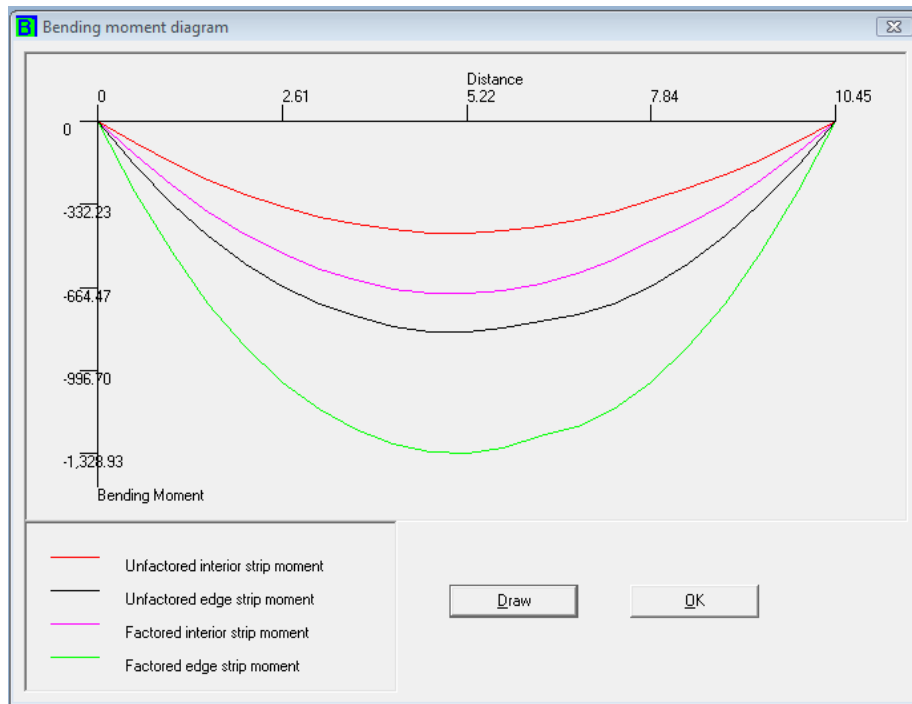 B Bending moment diagram
Distance
0 2.61 5.22 7.84 10.45
0
-332.23
-664.47
-996.70
-1,328.93
Bending Moment
Unfactored interior strip moment
Unfactored edge strip moment
Factored interior strip moment
Factored edge strip moment
Draw OK